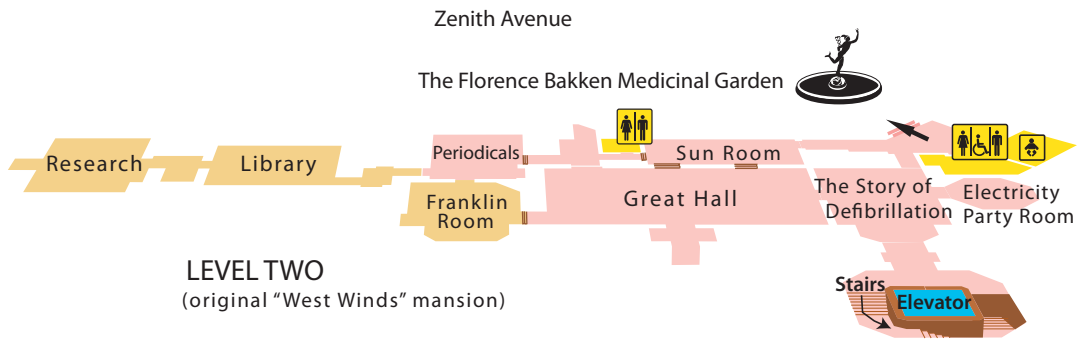 Zenith Avenue
The Florence Bakken Medicinal Garden
Research
Library
Periodicals
Sun Room
Franklin
Room
Great Hall
The Story of
Defibrillation
Electricity
Party Room
LEVEL TWO
(original “West Winds” mansion)
Stairs
Elevator